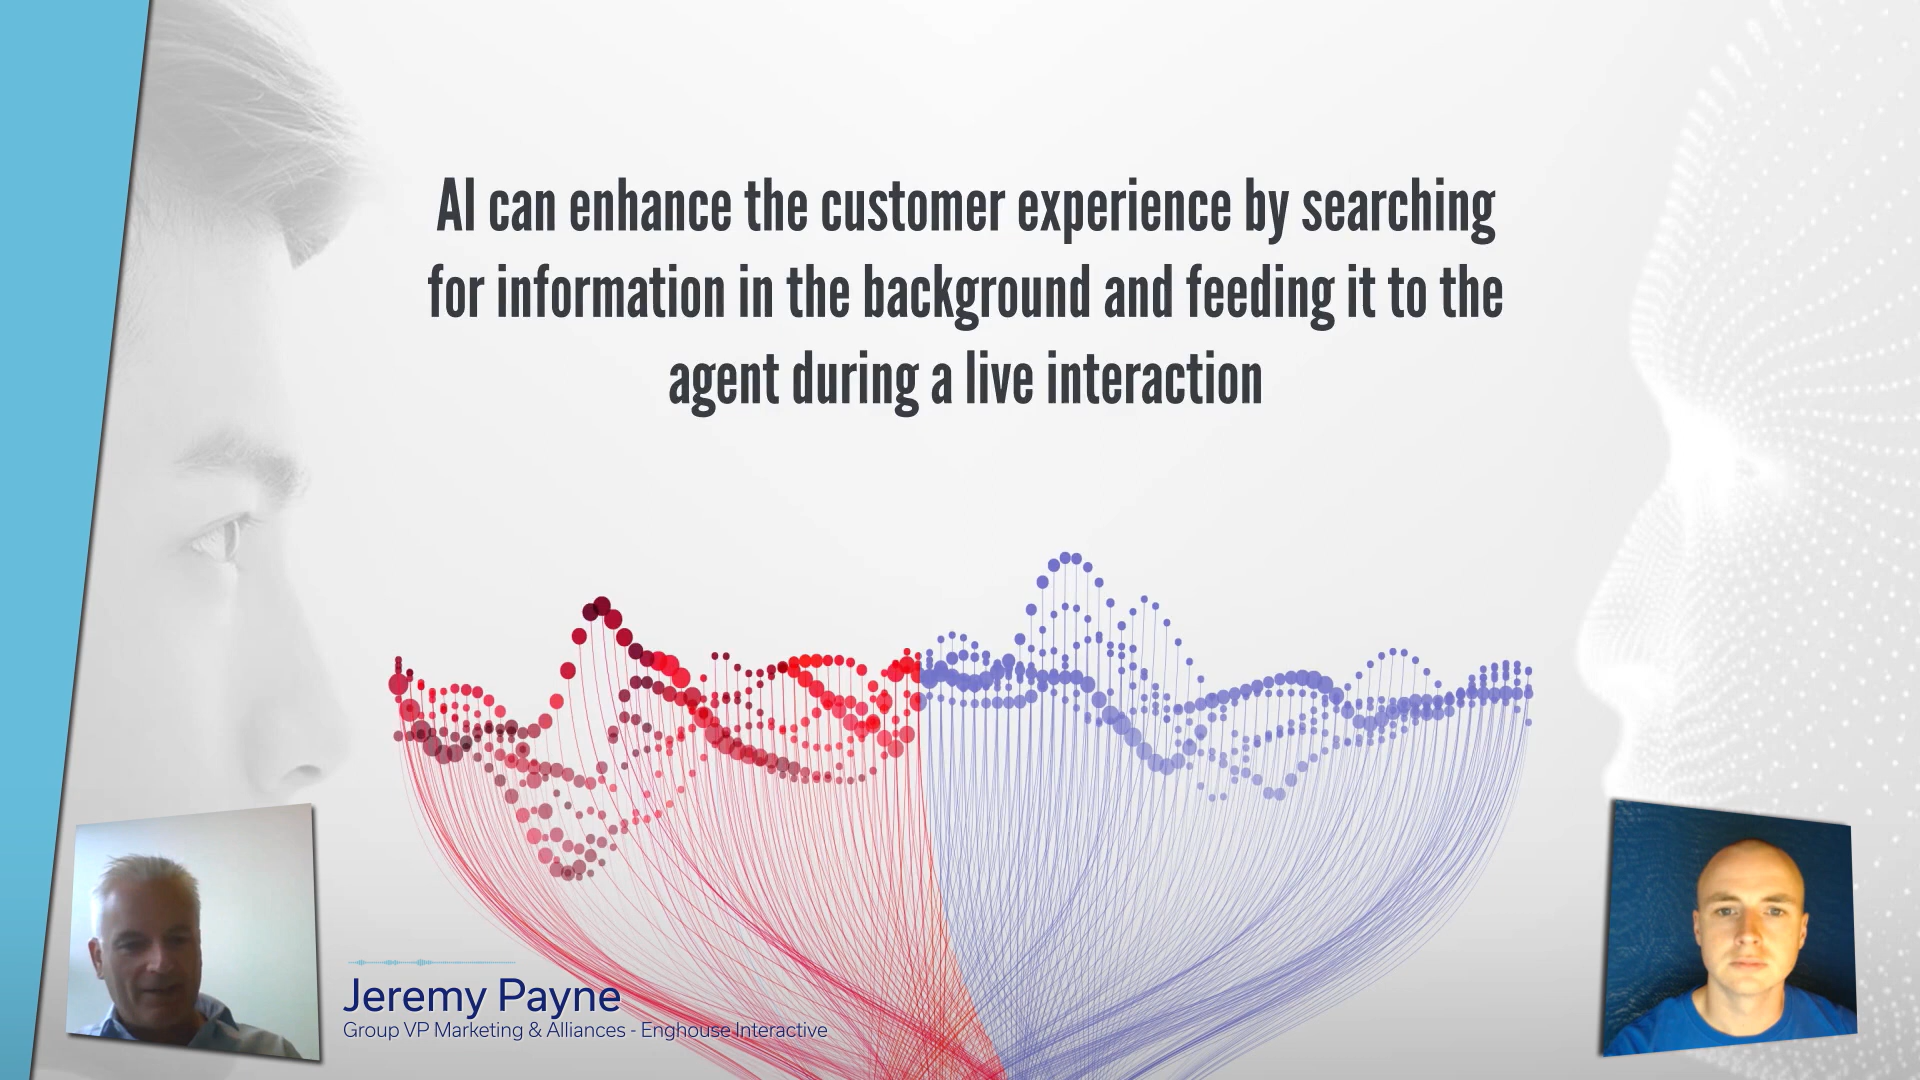 AI can enhance the customer experience by searching
for information in the background and feeding it to the
agent during a live interaction
Jeremy Payne
Group VP Marketing & Alliances - Enghouse Interactive